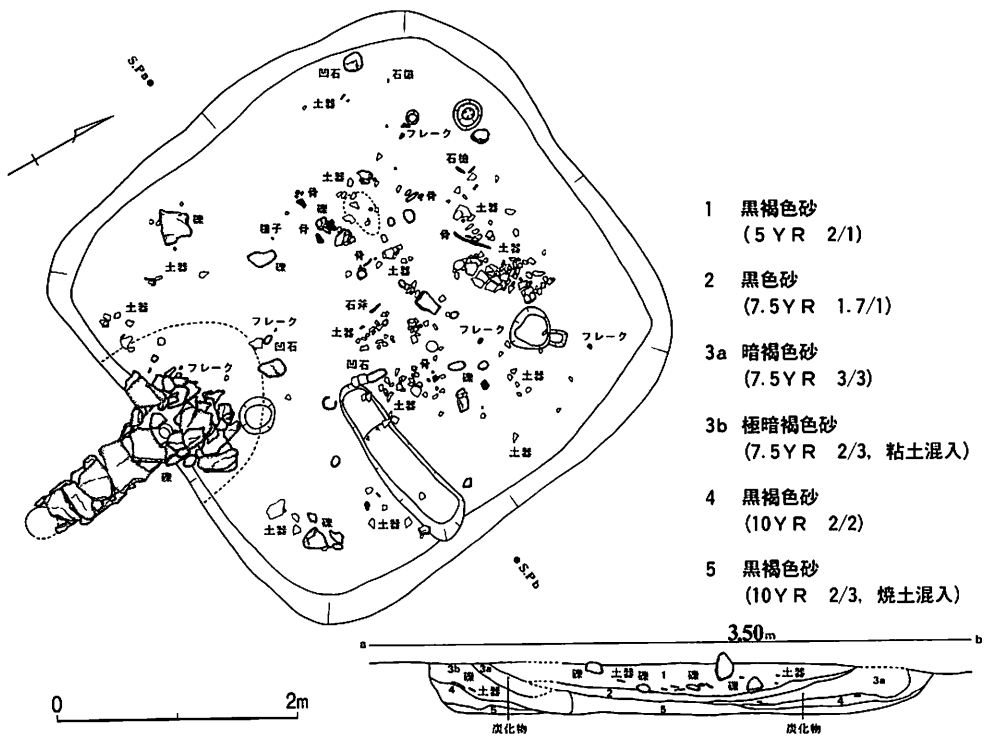 S.Pa
凹石
石鏃
土器
フレーク
石槍
土器
骨
骨
礫
土器
礫
骨
土器
骨
礫
土器
土器
石斧
土器
フレーク
フレーク
フレーク
土器
凹石
フレーク
凹石
骨
礫
土器
土器
土器
礫
土器
礫
土器
S.Pb
1 黒褐色砂
(5YR 2/1)
2 黒色砂
(7.5YR 1.7/1)
3a 暗褐色砂
(7.5YR 3/3)
3b 極暗褐色砂
(7.5YR 2/3, 粘土混入)
4 黒褐色砂
(10YR 2/2)
5 黒褐色砂
(10YR 2/3, 焼土混入)
a 3.50m b
3b 3a 礫 土器 礫 1 礫 土器
礫 礫 3a
4 土器 2 4
5 5
炭化物 炭化物
0 2m